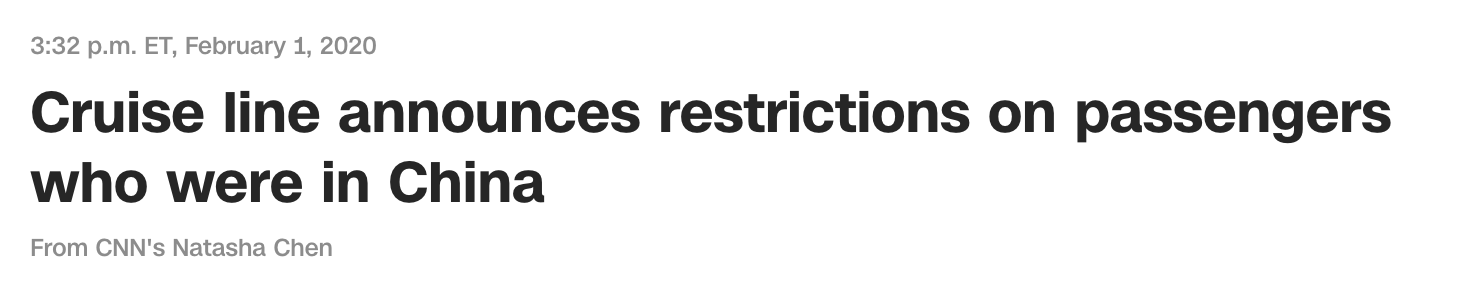 3:32 p.m. ET, February 1, 2020
Cruise line announces restrictions on passengers
who were in China
From CNN's Natasha Chen